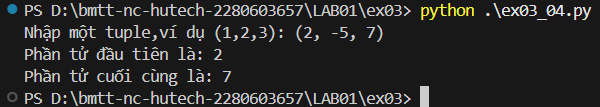 PS D:\bmtt-nc-hutech-2280603657\LAB01\ex03> python .\ex03_04.py
Nhập một tuple,ví dụ (1,2,3): (2, -5, 7)
Phần tử đầu tiên là: 2
Phần tử cuối cùng là: 7
PS D:\bmtt-nc-hutech-2280603657\LAB01\ex03>